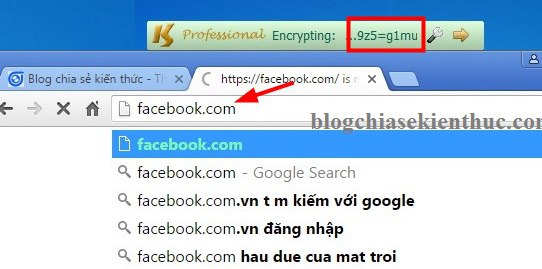 KS Professional Encrypting: ..9z5=g1mu
Blog chia sẻ kiến thức - Th
https://facebook.com/ is n
facebook.com
blogchiasekienthuc.com
facebook.com
facebook.com - Google Search
facebook.com.vn t m kiếm với google
facebook.com.vn đăng nhập
facebook.com hau due cua mat troi